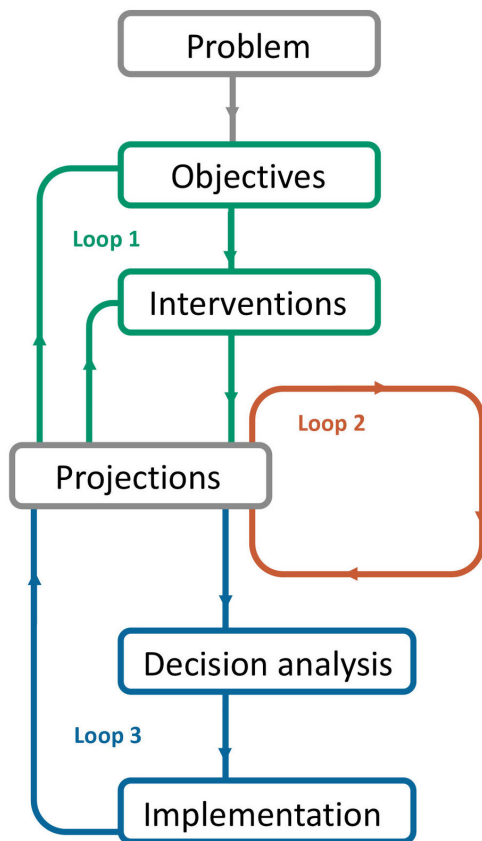 Problem
Objectives
Loop 1
Interventions
Loop 2
Projections
Decision analysis
Loop 3
Implementation